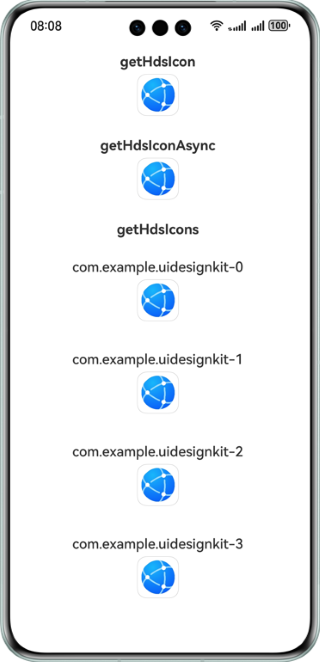 08:08
100
getHdsIcon
getHdsIconAsync
getHdsIcons
com.example.uidesignkit-0
com.example.uidesignkit-1
com.example.uidesignkit-2
com.example.uidesignkit-3